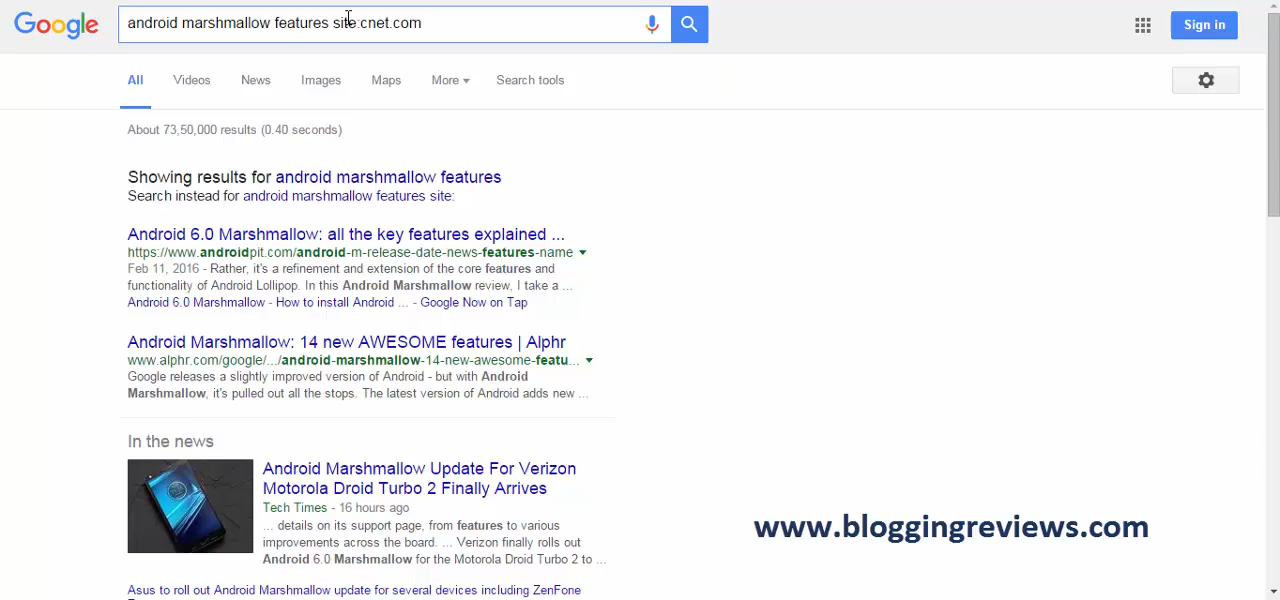 Google
android marshmallow features site:cnet.com
Sign in
All Videos News Images Maps More Search tools
About 73,50,000 results (0.40 seconds)
Showing results for android marshmallow features
Search instead for android marshmallow features site:
Android 6.0 Marshmallow: all the key features explained ...
https://www.androidpit.com/android-m-release-date-news-features-name
Feb 11, 2016 - Rather, it's a refinement and extension of the core features and
functionality of Android Lollipop. In this Android Marshmallow review, I take a ...
Android 6.0 Marshmallow - How to install Android ... - Google Now on Tap
Android Marshmallow: 14 new AWESOME features | Alphr
www.alphr.com/google/.../android-marshmallow-14-new-awesome-featu...
Google releases a slightly improved version of Android - but with Android
Marshmallow, it's pulled out all the stops. The latest version of Android adds new ...
In the news
Android Marshmallow Update For Verizon
Motorola Droid Turbo 2 Finally Arrives
Tech Times - 16 hours ago
... details on its support page, from features to various
improvements across the board. ... Verizon finally rolls out
Android 6.0 Marshmallow for the Motorola Droid Turbo 2 to ...
www.bloggingreviews.com
Asus to roll out Android Marshmallow update for several devices including ZenFone